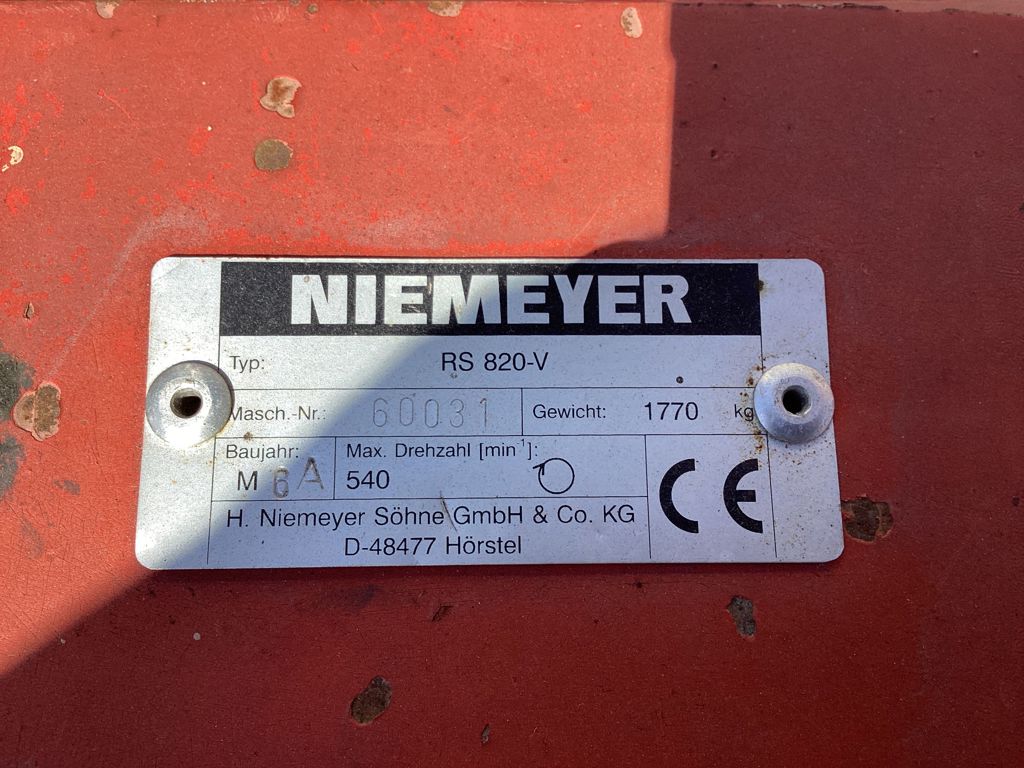 NIEMEYER
Typ: RS 820-V
Masch.-Nr.: 60031 Gewicht: 1770 kg
Baujahr: Max. Drehzahl [min⁻¹]:
M 6A 540
CE
H. Niemeyer Söhne GmbH & Co. KG
D-48477 Hörstel